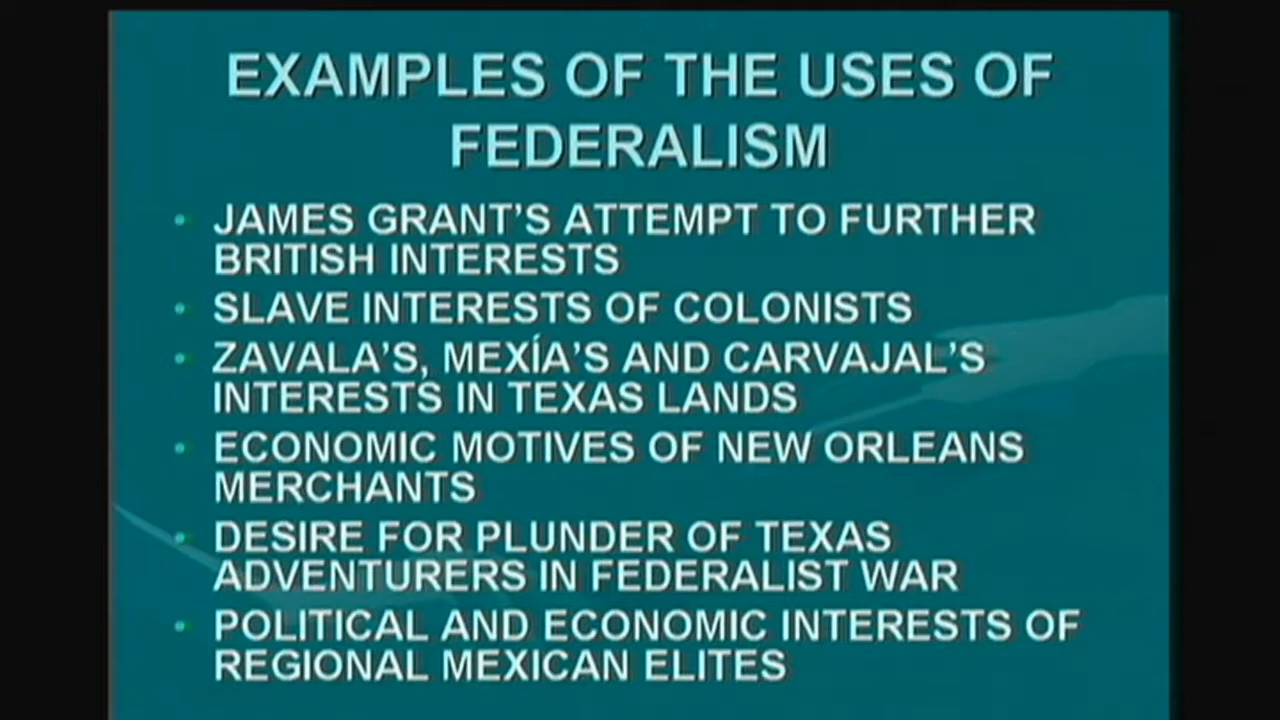 EXAMPLES OF THE USES OF
FEDERALISM
• JAMES GRANT'S ATTEMPT TO FURTHER
BRITISH INTERESTS
• SLAVE INTERESTS OF COLONISTS
• ZAVALA'S, MEXÍA'S AND CARVAJAL'S
INTERESTS IN TEXAS LANDS
• ECONOMIC MOTIVES OF NEW ORLEANS
MERCHANTS
• DESIRE FOR PLUNDER OF TEXAS
ADVENTURERS IN FEDERALIST WAR
• POLITICAL AND ECONOMIC INTERESTS OF
REGIONAL MEXICAN ELITES